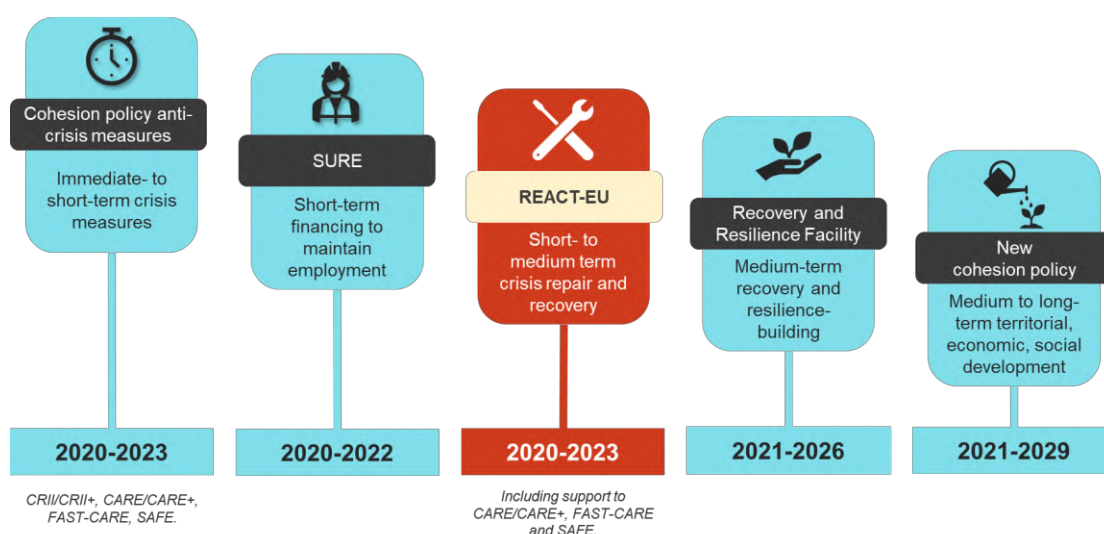 Cohesion policy anti-
crisis measures
Immediate- to
short-term crisis
measures
2020-2023
CRII/CRII+, CARE/CARE+,
FAST-CARE, SAFE.
SURE
Short-term
financing to
maintain
employment
2020-2022
REACT-EU
Short- to
medium term
crisis repair and
recovery
2020-2023
Including support to
CARE/CARE+, FAST-CARE
and SAFE
Recovery and
Resilience Facility
Medium-term
recovery and
resilience-
building
2021-2026
New
cohesion policy
Medium to long-
term territorial,
economic, social
development
2021-2029